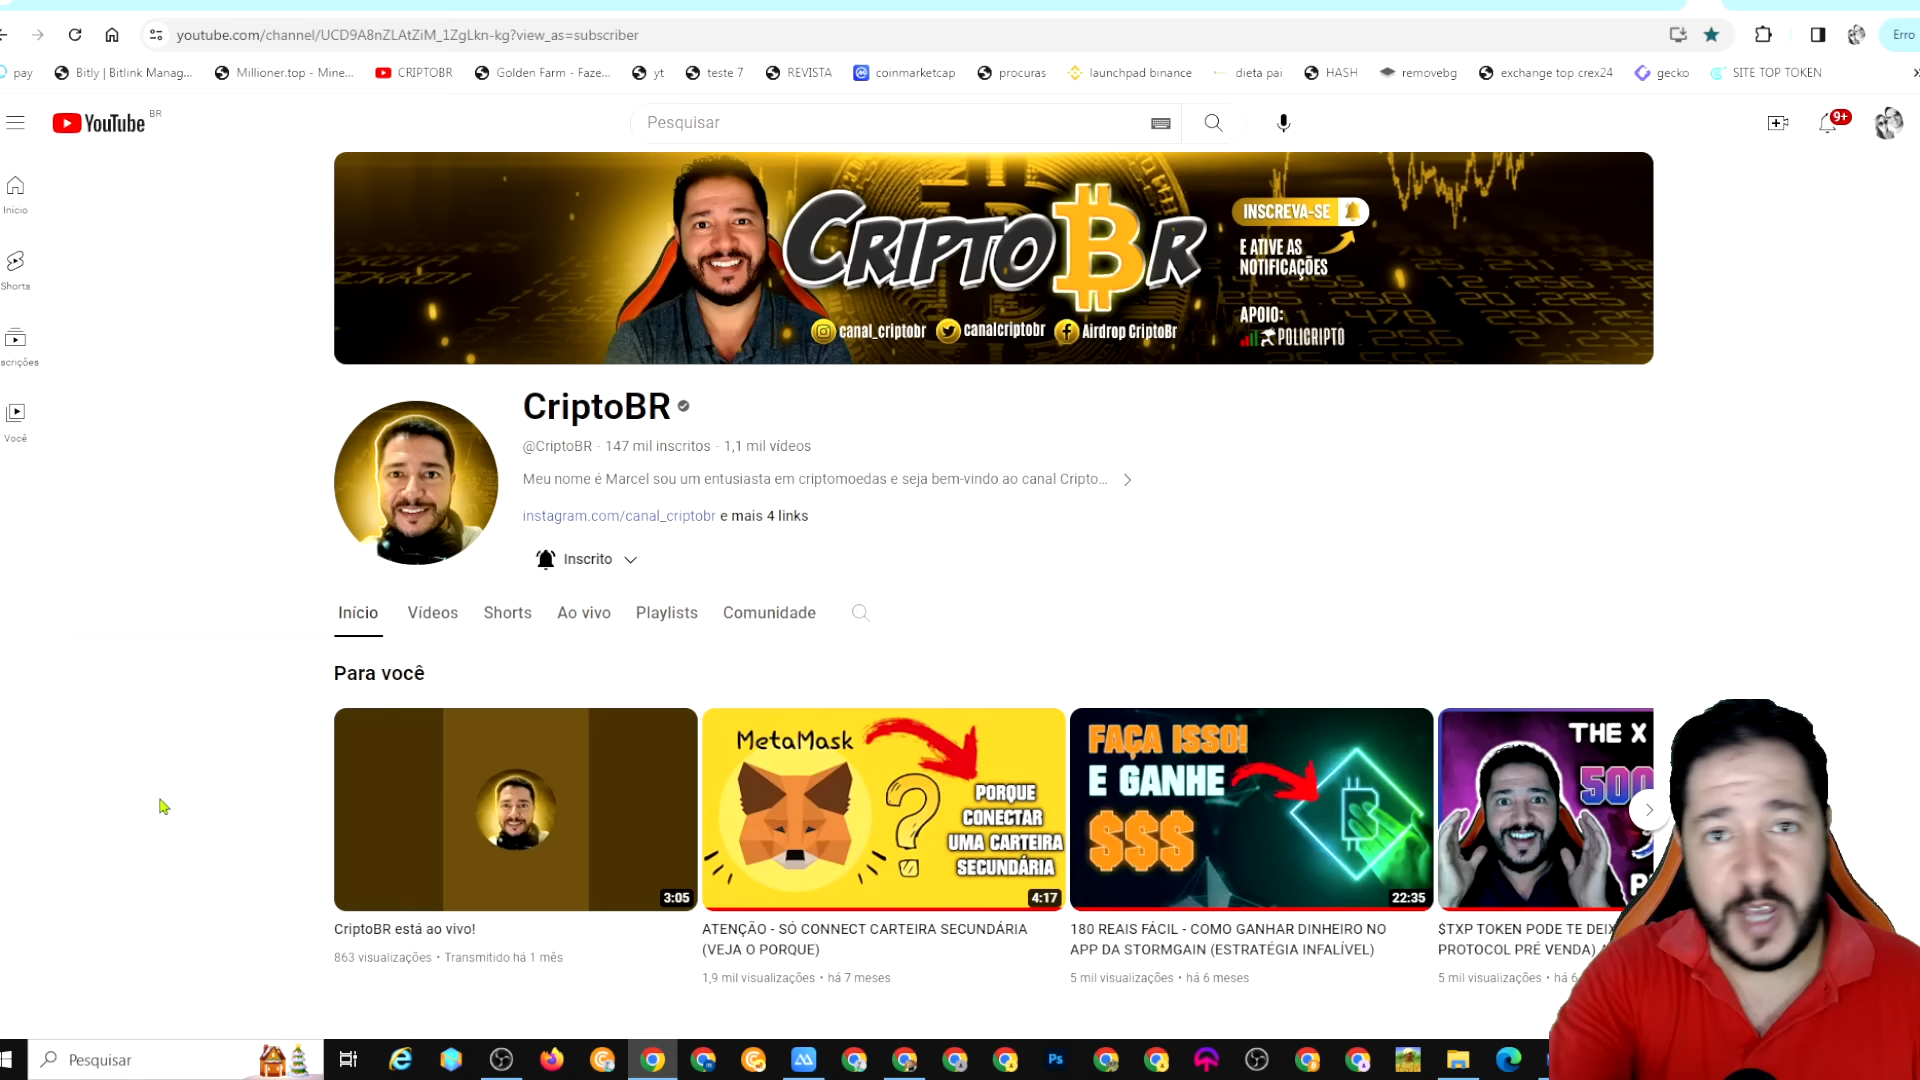 youtube.com/channel/UCD9A8nZLAtZiM_1ZgLkn-kg?view_as=subscriber
Erro
pay
Bitly | Bitlink Manag...
Millioner.top - Mine...
CRIPTOBR
Golden Farm - Faze...
yt
teste 7
REVISTA
coinmarketcap
procuras
launchpad binance
dieta pai
HASH
removebg
exchange top crex24
gecko
SITE TOP TOKEN
YouTube BR
Pesquisar
9+
Início
Shorts
scrições
Você
CRIPTOBR
INSCREVA-SE
E ATIVE AS
NOTIFICAÇÕES
APOIO:
POLICRIPTO
canal_criptobr
canalcriptobr
Airdrop CriptoBr
CriptoBR
@CriptoBR · 147 mil inscritos · 1,1 mil vídeos
Meu nome é Marcel sou um entusiasta em criptomoedas e seja bem-vindo ao canal Cripto...
instagram.com/canal_criptobr e mais 4 links
Inscrito
Início
Vídeos
Shorts
Ao vivo
Playlists
Comunidade
Para você
3:05
MetaMask
PORQUE
CONECTAR
UMA CARTEIRA
SECUNDÁRIA
4:17
FAÇA ISSO!
E GANHE
$$$
22:35
THE X
500
P
CriptoBR está ao vivo!
863 visualizações • Transmitido há 1 mês
ATENÇÃO - SÓ CONNECT CARTEIRA SECUNDÁRIA
(VEJA O PORQUE)
1,9 mil visualizações • há 7 meses
180 REAIS FÁCIL - COMO GANHAR DINHEIRO NO
APP DA STORMGAIN (ESTRATÉGIA INFALÍVEL)
5 mil visualizações • há 6 meses
$TXP TOKEN PODE TE DEIX
PROTOCOL PRÉ VENDA)
5 mil visualizações • há 6
Pesquisar
Ps